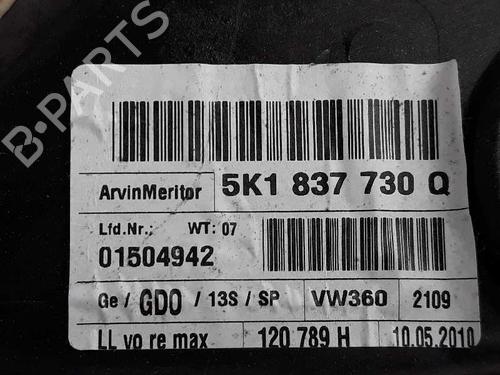 B-PARTS
ArvinMeritor 5K1 837 730 Q
Lfd.Nr.: WT: 07
01504942
Ge / GDO / 13S / SP VW360 2109
LL vo re max 120 789 H 10.05.2010